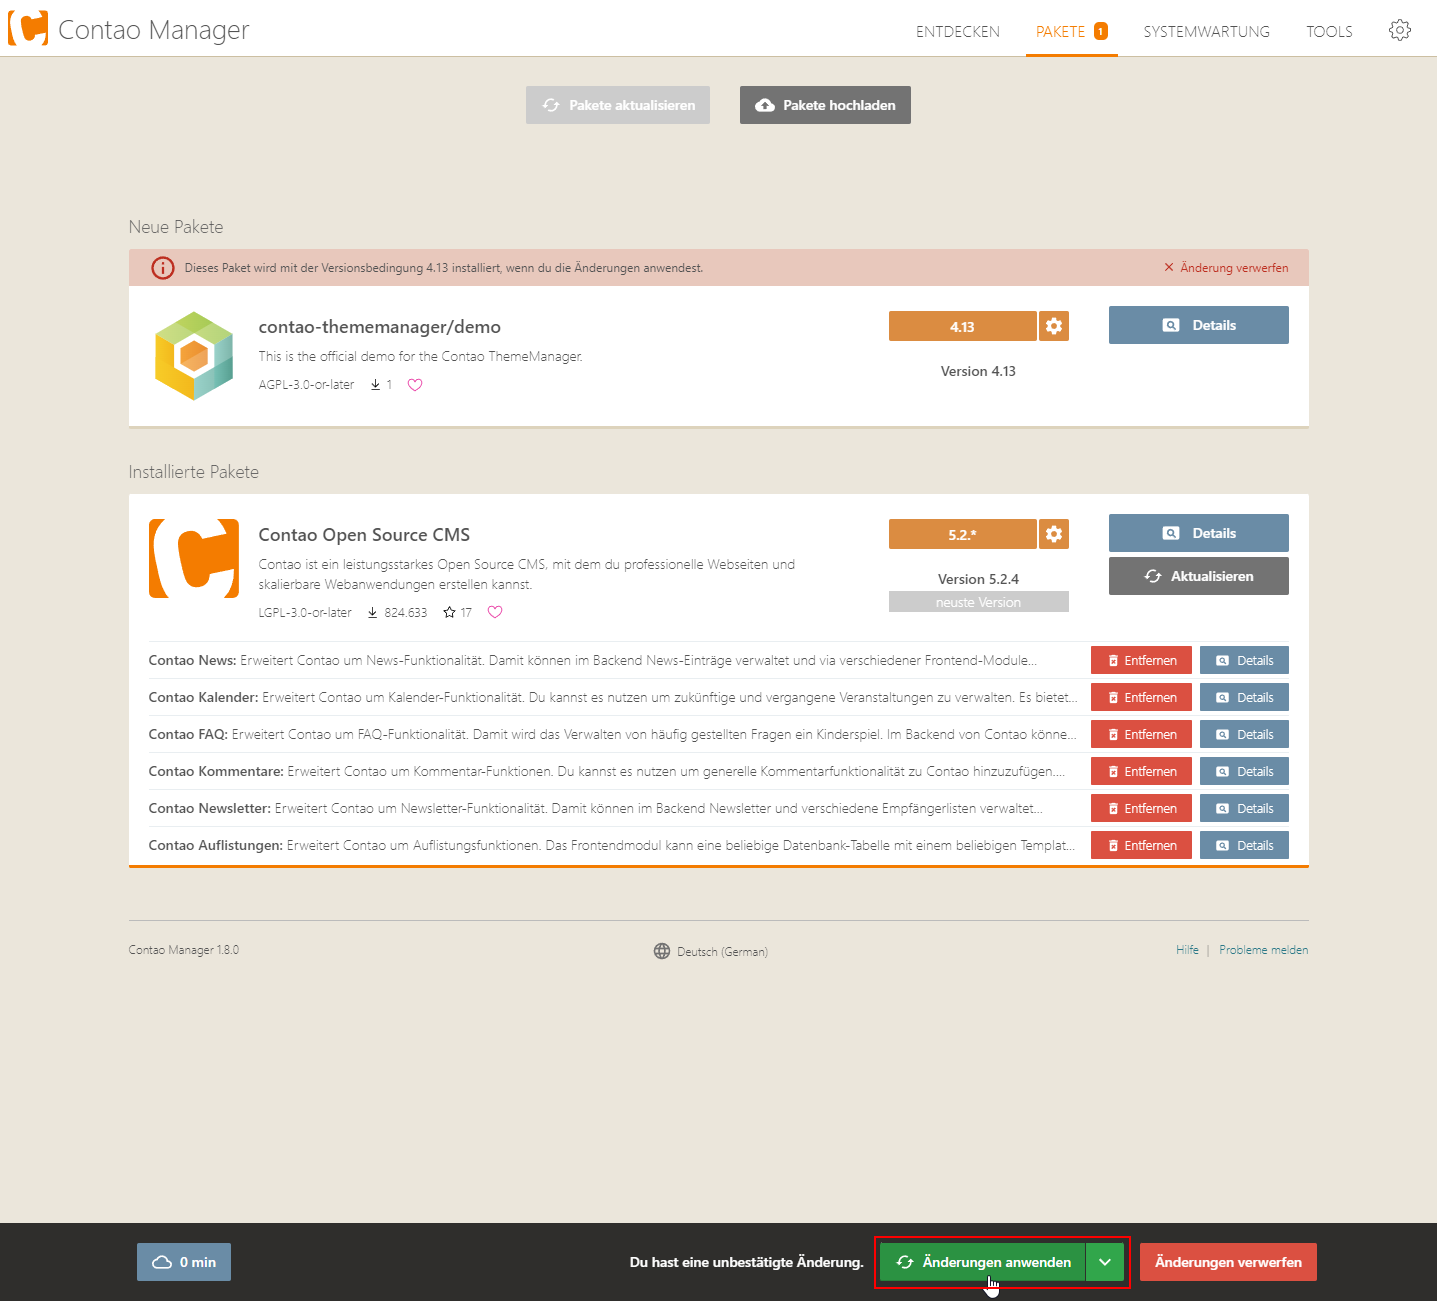 Contao Manager
ENTDECKEN
PAKETE 1
SYSTEMWARTUNG
TOOLS
Pakete aktualisieren
Pakete hochladen
Neue Pakete
Dieses Paket wird mit der Versionsbedingung 4.13 installiert, wenn du die Änderungen anwendest.
Änderung verwerfen
contao-thememanager/demo
This is the official demo for the Contao ThemeManager.
AGPL-3.0-or-later 1
4.13
Version 4.13
Details
Installierte Pakete
Contao Open Source CMS
Contao ist ein leistungsstarkes Open Source CMS, mit dem du professionelle Webseiten und
skalierbare Webanwendungen erstellen kannst.
LGPL-3.0-or-later 824.633 17
5.2.*
Version 5.2.4
neuste Version
Details
Aktualisieren
Contao News: Erweitert Contao um News-Funktionalität. Damit können im Backend News-Einträge verwaltet und via verschiedener Frontend-Module... Entfernen Details
Contao Kalender: Erweitert Contao um Kalender-Funktionalität. Du kannst es nutzen um zukünftige und vergangene Veranstaltungen zu verwalten. Es bietet... Entfernen Details
Contao FAQ: Erweitert Contao um FAQ-Funktionalität. Damit wird das Verwalten von häufig gestellten Fragen ein Kinderspiel. Im Backend von Contao könne... Entfernen Details
Contao Kommentare: Erweitert Contao um Kommentar-Funktionen. Du kannst es nutzen um generelle Kommentarfunktionalität zu Contao hinzuzufügen.... Entfernen Details
Contao Newsletter: Erweitert Contao um Newsletter-Funktionalität. Damit können im Backend Newsletter und verschiedene Empfängerlisten verwaltet... Entfernen Details
Contao Auflistungen: Erweitert Contao um Auflistungsfunktionen. Das Frontendmodul kann eine beliebige Datenbank-Tabelle mit einem beliebigen Templat... Entfernen Details
Contao Manager 1.8.0
Deutsch (German)
Hilfe | Probleme melden
0 min
Du hast eine unbestätigte Änderung.
Änderungen anwenden
Änderungen verwerfen